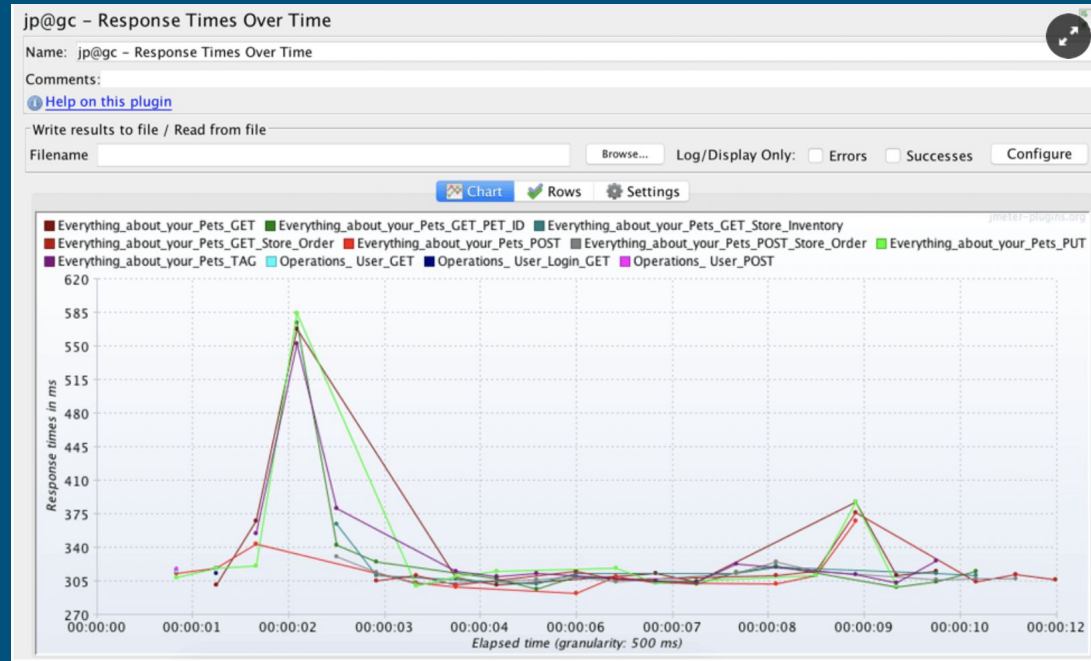 jp@gc – Response Times Over Time
Name: jp@gc – Response Times Over Time
Comments:
Help on this plugin
Write results to file / Read from file
Filename Browse... Log/Display Only: Errors Successes Configure
Chart Rows Settings
jmeter-plugins.org
Everything_about_your_Pets_GET Everything_about_your_Pets_GET_PET_ID Everything_about_your_Pets_GET_Store_Inventory
Everything_about_your_Pets_GET_Store_Order Everything_about_your_Pets_POST Everything_about_your_Pets_POST_Store_Order Everything_about_your_Pets_PUT
Everything_about_your_Pets_TAG Operations_ User_GET Operations_ User_Login_GET Operations_ User_POST
620
585
550
515
480
445
410
375
340
305
270
Response times in ms
00:00:00 00:00:01 00:00:02 00:00:03 00:00:04 00:00:06 00:00:07 00:00:08 00:00:09 00:00:10 00:00:12
Elapsed time (granularity: 500 ms)